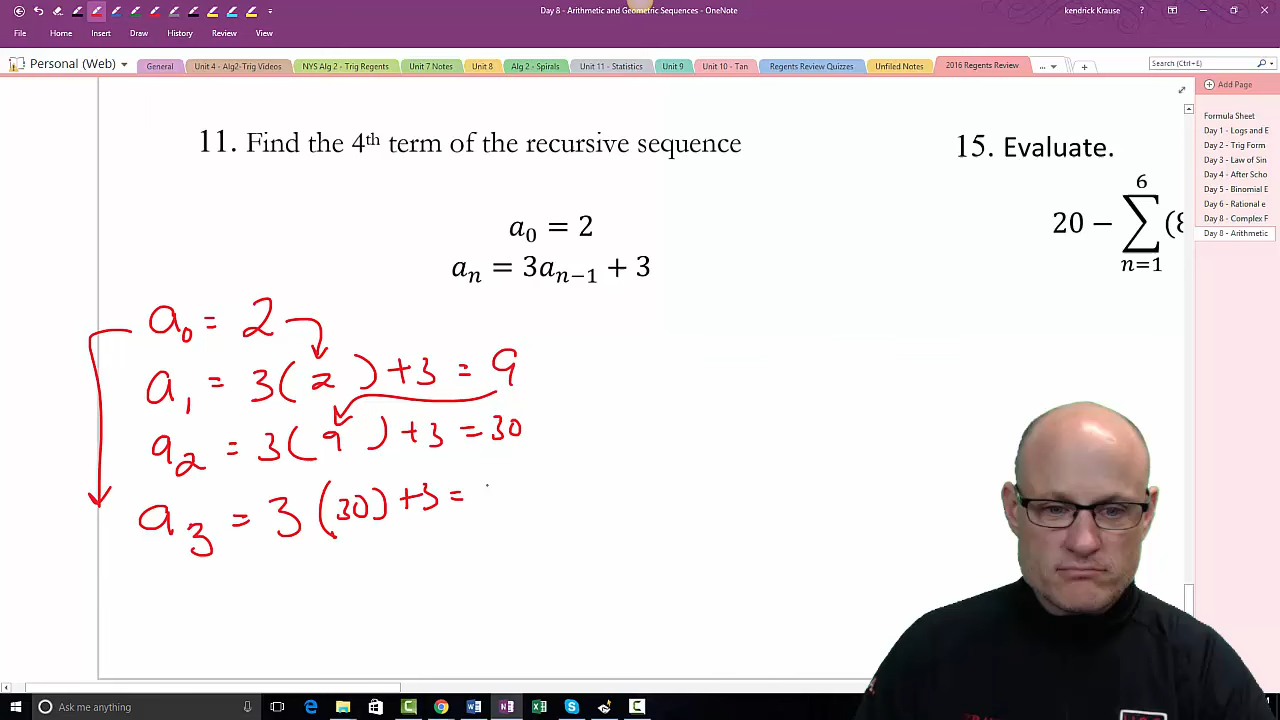 Day 8 - Arithmetic and Geometric Sequences - OneNote
kendrick Krause
File Home Insert Draw History Review View
Personal (Web)
General Unit 4 - Alg2-Trig Videos NYS Alg 2 - Trig Regents Unit 7 Notes Unit 8 Alg 2 - Spirals Unit 11 - Statistics Unit 9 Unit 10 - Tan Regents Review Quizzes Unfiled Notes 2016 Regents Review ... +
Search (Ctrl+E)
Add Page
Formula Sheet
Day 1 - Logs and E
Day 2 - Trig Form
Day 3 - Law of Sin
Day 4 - After Scho
Day 5 - Binomial E
Day 6 - Rational e
Day 8 - Complex F
Day 8 - Arithmetic
11. Find the 4th term of the recursive sequence
a₀ = 2
aₙ = 3aₙ₋₁ + 3
a₀ = 2
a₁ = 3( 2 ) +3 = 9
a₂ = 3( 9 ) +3 = 30
a₃ = 3 (30) +3 =
15. Evaluate.
6
20 − ∑ (8
n=1
Ask me anything